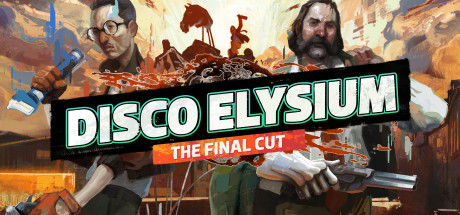 DISCO ELYSIUM
THE FINAL CUT